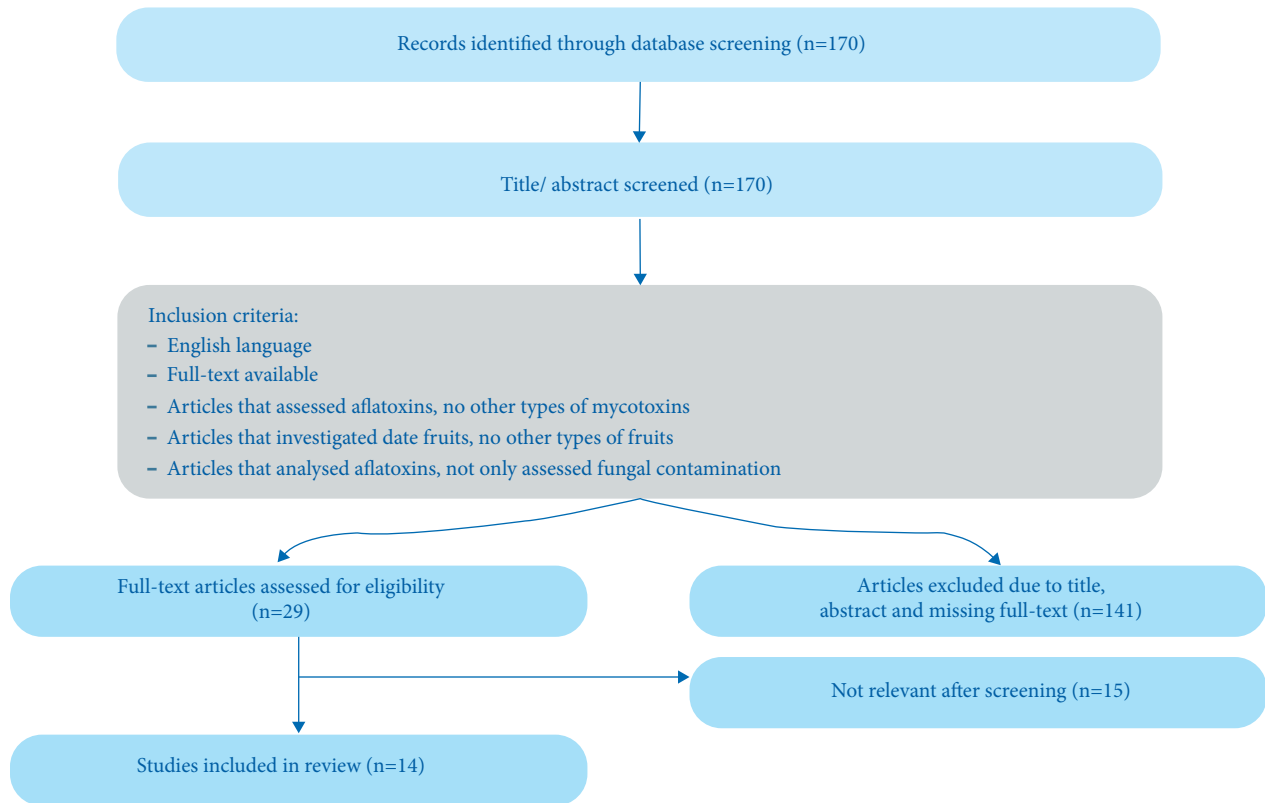 Records identified through database screening (n=170)
Title/ abstract screened (n=170)
Inclusion criteria:
– English language
– Full-text available
– Articles that assessed aflatoxins, no other types of mycotoxins
– Articles that investigated date fruits, no other types of fruits
– Articles that analysed aflatoxins, not only assessed fungal contamination
Full-text articles assessed for eligibility
(n=29)
Articles excluded due to title,
abstract and missing full-text (n=141)
Not relevant after screening (n=15)
Studies included in review (n=14)